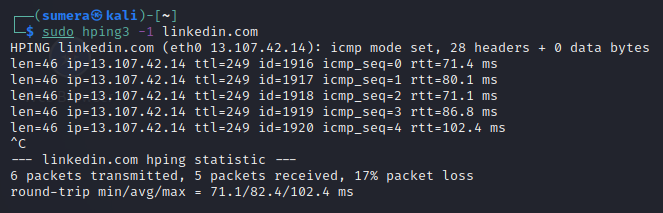 ┌──(sumera㉿kali)-[~]
└─$ sudo hping3 -1 linkedin.com
HPING linkedin.com (eth0 13.107.42.14): icmp mode set, 28 headers + 0 data bytes
len=46 ip=13.107.42.14 ttl=249 id=1916 icmp_seq=0 rtt=71.4 ms
len=46 ip=13.107.42.14 ttl=249 id=1917 icmp_seq=1 rtt=80.1 ms
len=46 ip=13.107.42.14 ttl=249 id=1918 icmp_seq=2 rtt=71.1 ms
len=46 ip=13.107.42.14 ttl=249 id=1919 icmp_seq=3 rtt=86.8 ms
len=46 ip=13.107.42.14 ttl=249 id=1920 icmp_seq=4 rtt=102.4 ms
^C
--- linkedin.com hping statistic ---
6 packets transmitted, 5 packets received, 17% packet loss
round-trip min/avg/max = 71.1/82.4/102.4 ms